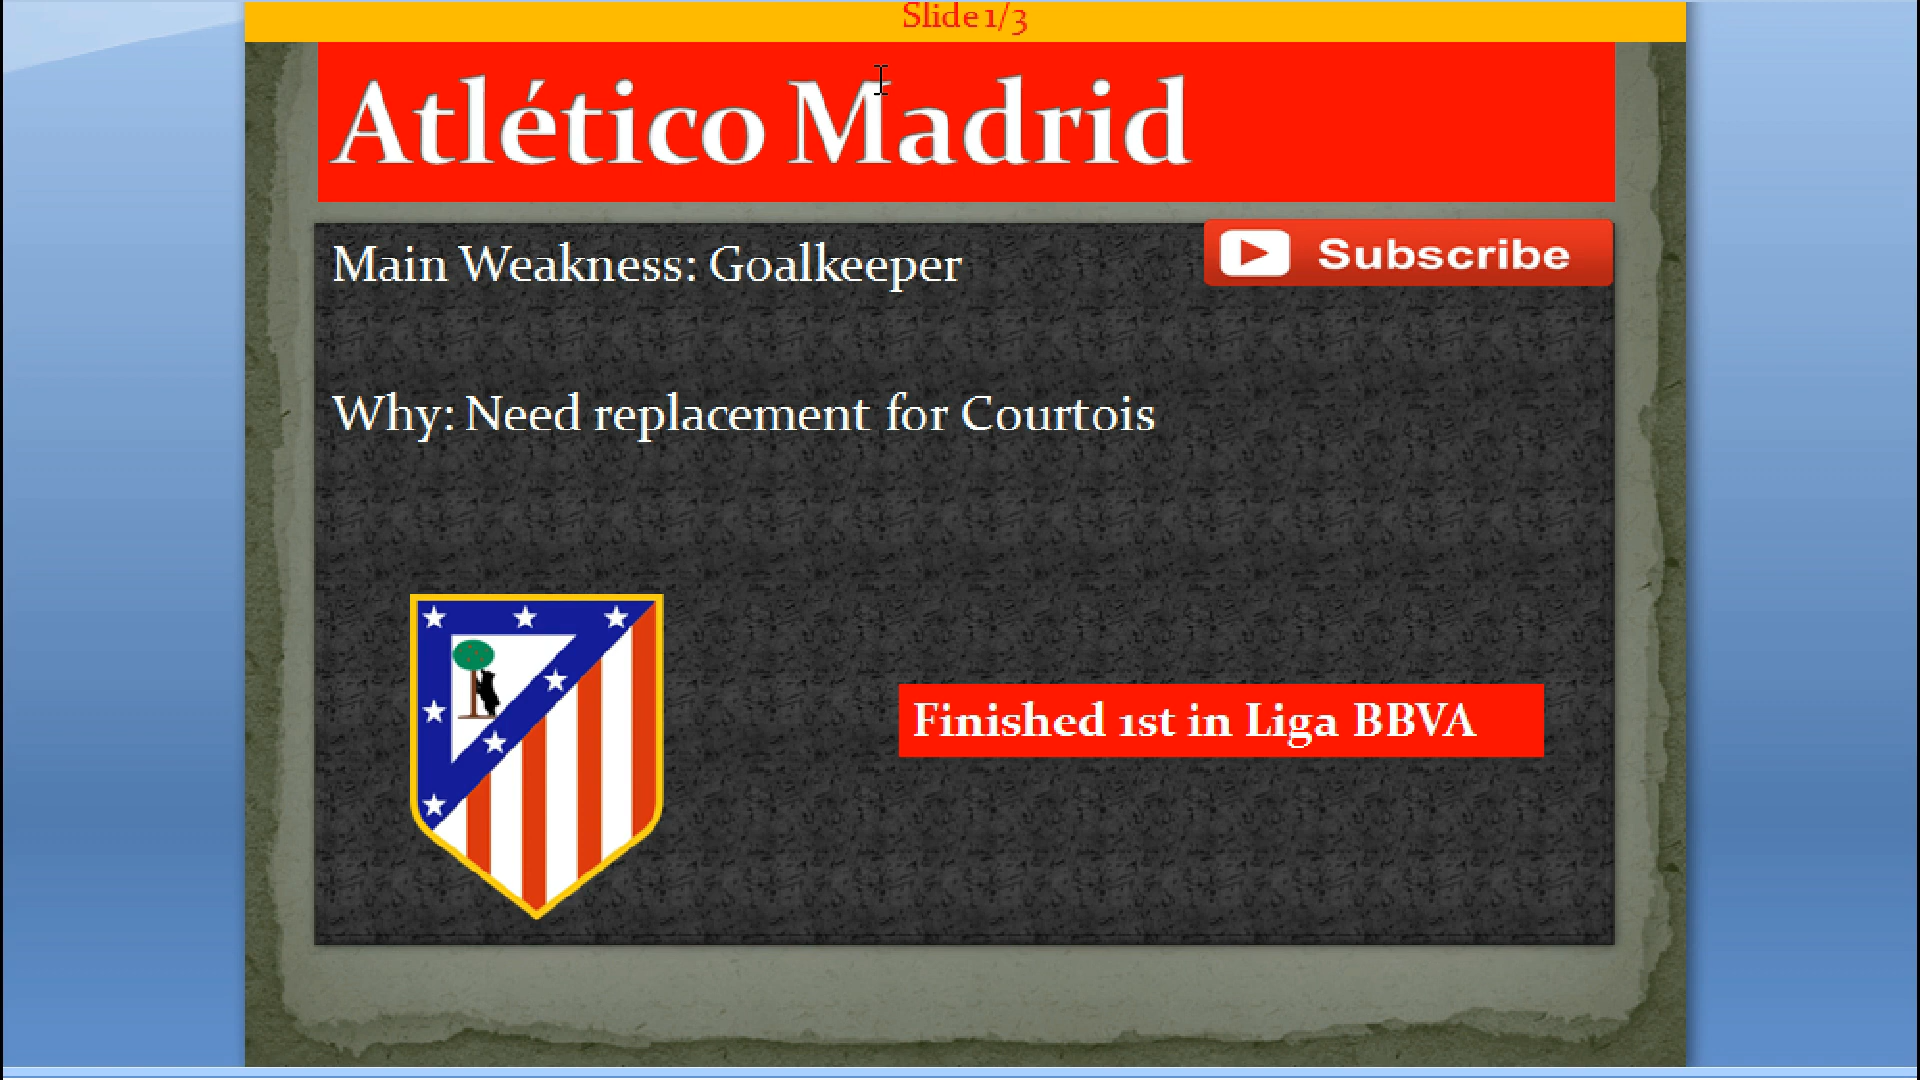 Slide 1/3
Atlético Madrid
Subscribe
Main Weakness: Goalkeeper
Why: Need replacement for Courtois
Finished 1st in Liga BBVA